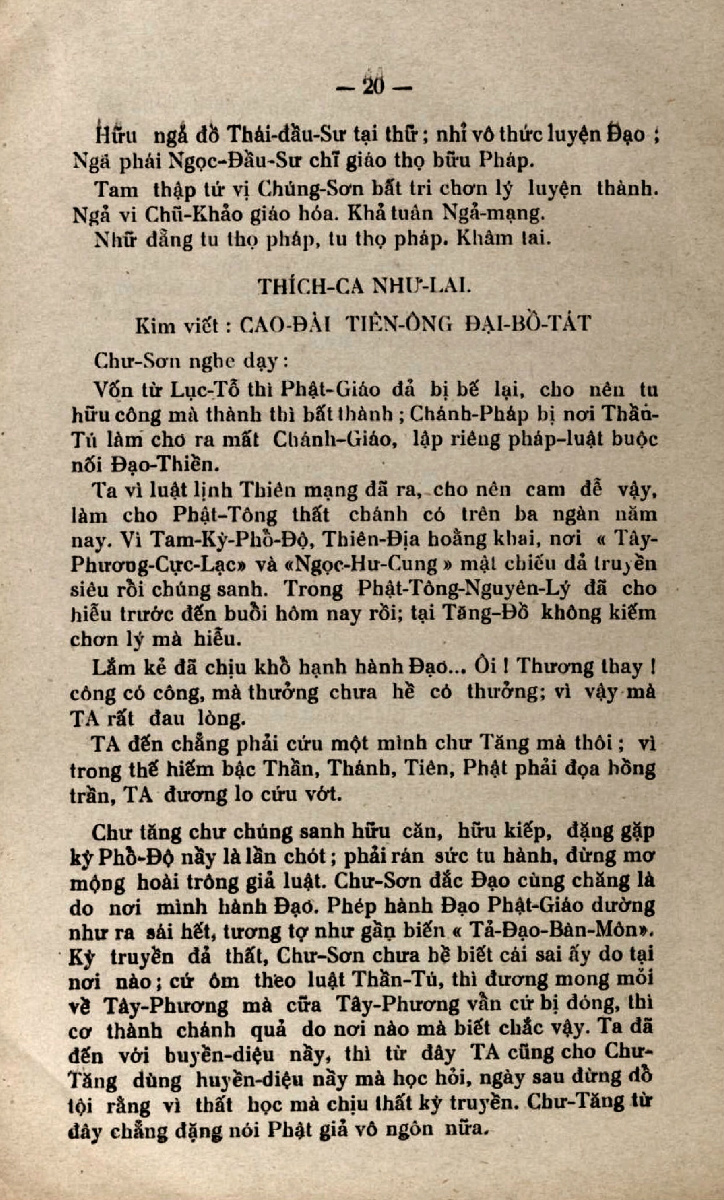 — 20 —
Hữu ngả đồ Thái-đầu-Sư tại thữ ; nhi vô thức luyện Đạo ;
Ngã phái Ngọc-Đầu-Sư chĩ giáo thọ bữu Pháp.
Tam thập tứ vị Chúng-Sơn bất tri chơn lý luyện thành.
Ngả vi Chũ-Khảo giáo hóa. Khả tuân Ngả-mạng.
Nhữ đẳng tu thọ pháp, tu thọ pháp. Khâm tai.
THÍCH-CA NHƯ-LAI.
Kim viết : CAO-ĐÀI TIÊN-ÔNG ĐẠI-BỒ-TÁT
Chư-Sơn nghe dạy :
Vốn từ Lục-Tổ thì Phật-Giáo đả bị bế lại, cho nên tu
hữu công mà thành thì bất thành ; Chánh-Pháp bị nơi Thần-
Tú làm cho ra mất Chánh-Giáo, lập riêng pháp-luật buộc
nối Đạo-Thiền.
Ta vì luật lịnh Thiên mạng đã ra, cho nên cam để vậy,
làm cho Phật-Tông thất chánh có trên ba ngàn năm
nay. Vì Tam-Kỳ-Phồ-Độ, Thiên-Địa hoằng khai, nơi « Tây-
Phương-Cực-Lạc» và «Ngọc-Hư-Cung » mật chiếu đả truyền
siêu rồi chúng sanh. Trong Phật-Tông-Nguyên-Lý đã cho
hiễu trước đến buổi hôm nay rồi; tại Tăng-Đồ không kiếm
chơn lý mà hiễu.
Lắm kẻ đã chịu khồ hạnh hành Đạo... Ôi ! Thương thay !
công có công, mà thưởng chưa hề có thưởng; vì vậy mà
TA rất đau lòng.
TA đến chẳng phải cứu một mình chư Tăng mà thôi ; vì
trong thế hiếm bậc Thần, Thánh, Tiên, Phật phải đọa hồng
trần, TA đương lo cứu vớt.
Chư tăng chư chúng sanh hữu căn, hữu kiếp, đặng gặp
kỳ Phồ-Độ nầy là lần chót ; phải rán sức tu hành, đừng mơ
mộng hoài trông giả luật. Chư-Sơn đắc Đạo cùng chăng là
do nơi mình hành Đạo. Phép hành Đạo Phật-Giáo dường
như ra sái hết, tương tợ như gần biến « Tả-Đạo-Bàn-Môn».
Kỳ truyền đả thất, Chư-Sơn chưa hề biết cái sai ấy do tại
nơi nào ; cứ ôm theo luật Thần-Tú, thì đương mong mỏi
về Tây-Phương mà cữa Tây-Phương vẫn cứ bị đóng, thì
cơ thành chánh quả do nơi nào mà biết chắc vậy. Ta đã
đến với huyền-diệu nầy, thì từ đây TA cũng cho Chư-
Tăng dùng huyền-diệu nầy mà học hỏi, ngày sau đừng đồ
tội rằng vì thất học mà chịu thất kỳ truyền. Chư-Tăng từ
đây chẳng đặng nói Phật giả vô ngôn nữa.